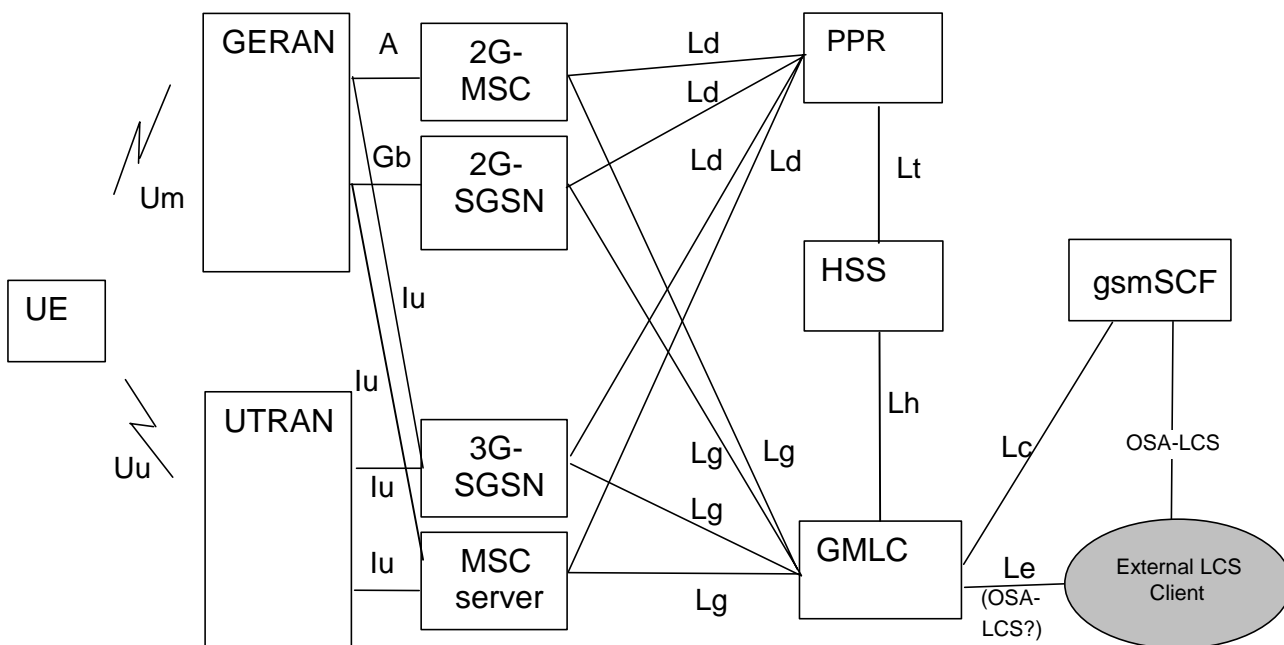 GERAN
A
2G-
MSC
Ld
PPR
Ld
Gb
2G-
SGSN
Ld
Ld
Lt
Um
HSS
gsmSCF
UE
Iu
Iu
UTRAN
Lh
3G-
SGSN
Lc
OSA-LCS
Uu
Iu
Lg
Lg
Lg
GMLC
Iu
MSC
server
Lg
Le
(OSA-
LCS?)
External LCS
Client